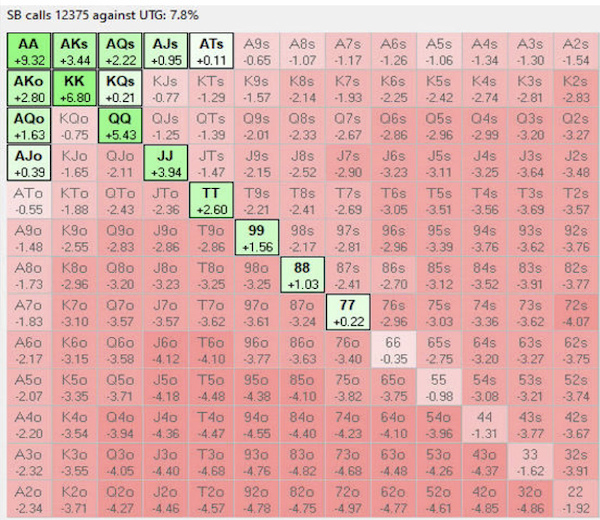 SB calls 12375 against UTG: 7.8%
AA AKs AQs AJs ATs A9s A8s A7s A6s A5s A4s A3s A2s
+9.32 +3.44 +2.22 +0.95 +0.11 -0.65 -1.07 -1.17 -1.26 -1.06 -1.34 -1.30 -1.54
AKo KK KQs KJs KTs K9s K8s K7s K6s K5s K4s K3s K2s
+2.80 +6.80 +0.21 -0.77 -1.29 -1.57 -2.14 -1.93 -2.25 -2.42 -2.74 -2.81 -2.83
AQo KQo QQ QJs QTs Q9s Q8s Q7s Q6s Q5s Q4s Q3s Q2s
+1.63 -0.75 +5.43 -1.25 -1.39 -2.01 -2.33 -2.67 -2.86 -2.96 -2.99 -3.20 -3.27
AJo KJo QJo JJ JTs J9s J8s J7s J6s J5s J4s J3s J2s
+0.39 -1.65 -2.11 +3.94 -1.47 -2.15 -2.52 -2.90 -3.23 -3.11 -3.25 -3.64 -3.48
ATo KTo QTo JTo TT T9s T8s T7s T6s T5s T4s T3s T2s
-0.55 -1.88 -2.43 -2.36 +2.60 -2.21 -2.41 -2.69 -3.05 -3.51 -3.56 -3.69 -3.57
A9o K9o Q9o J9o T9o 99 98s 97s 96s 95s 94s 93s 92s
-1.48 -2.55 -2.83 -2.86 -2.86 +1.56 -2.17 -2.81 -2.96 -3.39 -3.76 -3.62 -3.76
A8o K8o Q8o J8o T8o 98o 88 87s 86s 85s 84s 83s 82s
-1.73 -2.96 -3.20 -3.23 -3.25 -3.25 +1.03 -2.41 -2.70 -3.12 -3.52 -3.91 -3.77
A7o K7o Q7o J7o T7o 97o 87o 77 76s 75s 74s 73s 72s
-1.83 -3.10 -3.57 -3.57 -3.62 -3.61 -3.24 +0.22 -2.96 -3.03 -3.36 -3.62 -4.07
A6o K6o Q6o J6o T6o 96o 86o 76o 66 65s 64s 63s 62s
-2.17 -3.15 -3.58 -4.12 -4.10 -3.77 -3.63 -3.40 -0.35 -2.75 -3.20 -3.27 -3.75
A5o K5o Q5o J5o T5o 95o 85o 75o 65o 55 54s 53s 52s
-2.07 -3.35 -3.71 -4.18 -4.48 -4.38 -4.10 -3.82 -3.75 -0.98 -3.08 -3.21 -3.74
A4o K4o Q4o J4o T4o 94o 84o 74o 64o 54o 44 43s 42s
-2.20 -3.54 -3.94 -4.36 -4.47 -4.55 -4.40 -4.23 -4.10 -3.96 -1.31 -3.77 -3.67
A3o K3o Q3o J3o T3o 93o 83o 73o 63o 53o 43o 33 32s
-2.32 -3.55 -4.05 -4.40 -4.68 -4.76 -4.82 -4.68 -4.48 -4.26 -4.37 -1.62 -3.91
A2o K2o Q2o J2o T2o 92o 82o 72o 62o 52o 42o 32o 22
-2.34 -3.71 -4.27 -4.46 -4.57 -4.78 -4.75 -4.97 -4.77 -4.61 -4.85 -4.86 -1.92